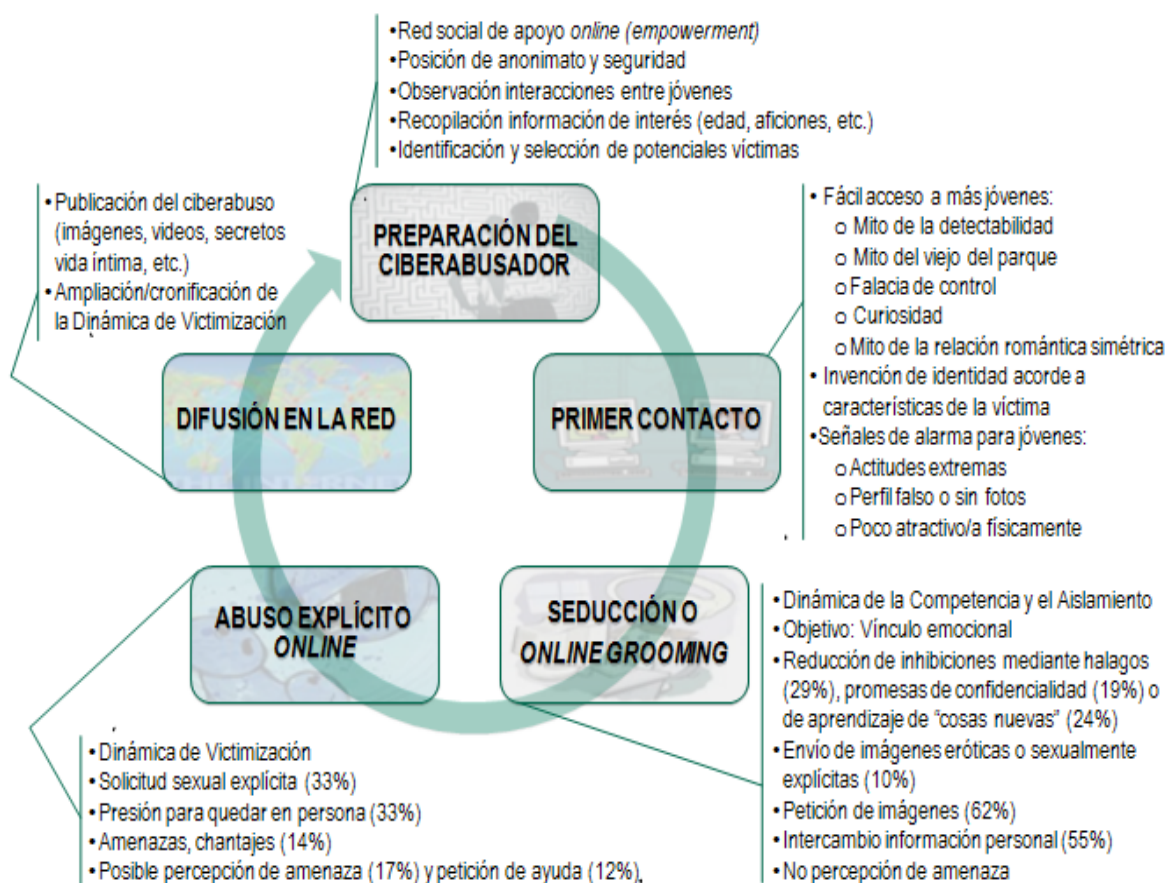 •Red social de apoyo online (empowerment)
•Posición de anonimato y seguridad
•Observación interacciones entre jóvenes
•Recopilación información de interés (edad, aficiones, etc.)
•Identificación y selección de potenciales víctimas
PREPARACIÓN DEL
CIBERABUSADOR
•Fácil acceso a más jóvenes:
o Mito de la detectabilidad
o Mito del viejo del parque
o Falacia de control
o Curiosidad
o Mito de la relación romántica simétrica
• Invención de identidad acorde a
características de la víctima
•Señales de alarma para jóvenes:
o Actitudes extremas
o Perfil falso o sin fotos
o Poco atractivo/a físicamente
PRIMER CONTACTO
SEDUCCIÓN O
ONLINE GROOMING
•Dinámica de la Competencia y el Aislamiento
•Objetivo: Vínculo emocional
•Reducción de inhibiciones mediante halagos
(29%), promesas de confidencialidad (19%) o
de aprendizaje de “cosas nuevas” (24%)
•Envío de imágenes eróticas o sexualmente
explícitas (10%)
•Petición de imágenes (62%)
•Intercambio información personal (55%)
•No percepción de amenaza
ABUSO EXPLÍCITO
ONLINE
•Dinámica de Victimización
•Solicitud sexual explícita (33%)
•Presión para quedar en persona (33%)
•Amenazas, chantajes (14%)
•Posible percepción de amenaza (17%) y petición de ayuda (12%),
DIFUSIÓN EN LA RED
•Publicación del ciberabuso
(imágenes, videos, secretos
vida íntima, etc.)
•Ampliación/cronificación de
la Dinámica de Victimización